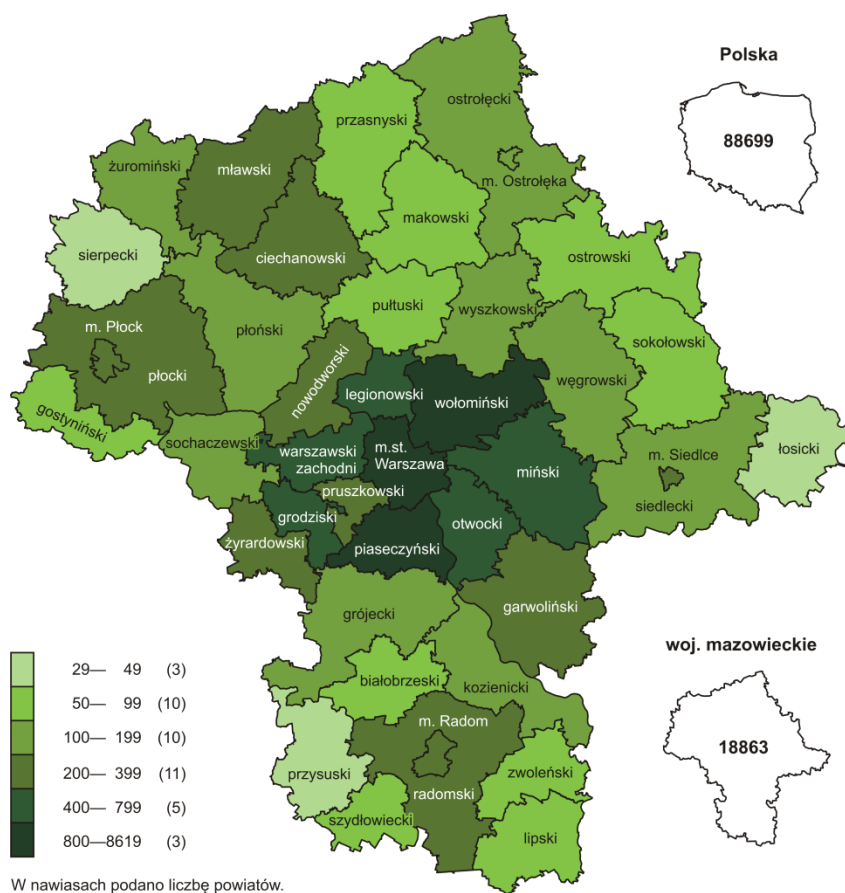 Polska
88699
ostrołęcki
przasnyski
żuromiński
mławski
m. Ostrołęka
makowski
sierpecki
ciechanowski
ostrowski
pułtuski
wyszkowski
m. Płock
płoński
sokołowski
płocki
nowodworski
węgrowski
legionowski
wołomiński
gostyniński
sochaczewski
warszawski
zachodni
m.st.
Warszawa
miński
m. Siedlce
łosicki
pruszkowski
siedlecki
grodziski
otwocki
żyrardowski
piaseczyński
garwoliński
grójecki
woj. mazowieckie
18863
białobrzeski
kozienicki
m. Radom
przysuski
radomski
zwoleński
szydłowiecki
lipski
29— 49 (3)
50— 99 (10)
100— 199 (10)
200— 399 (11)
400— 799 (5)
800—8619 (3)
W nawiasach podano liczbę powiatów.